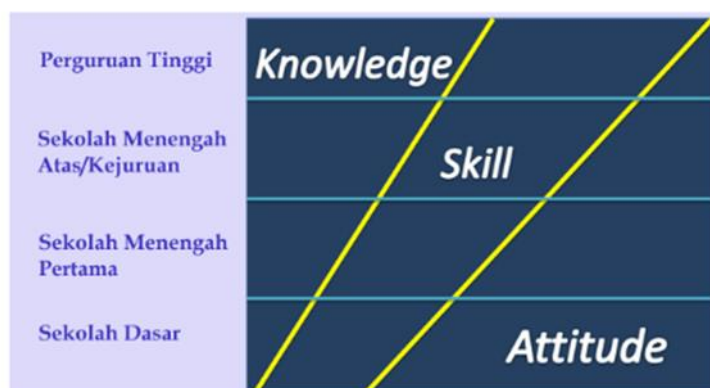 Perguruan Tinggi
Knowledge
Sekolah Menengah
Atas/Kejuruan
Skill
Sekolah Menengah
Pertama
Sekolah Dasar
Attitude